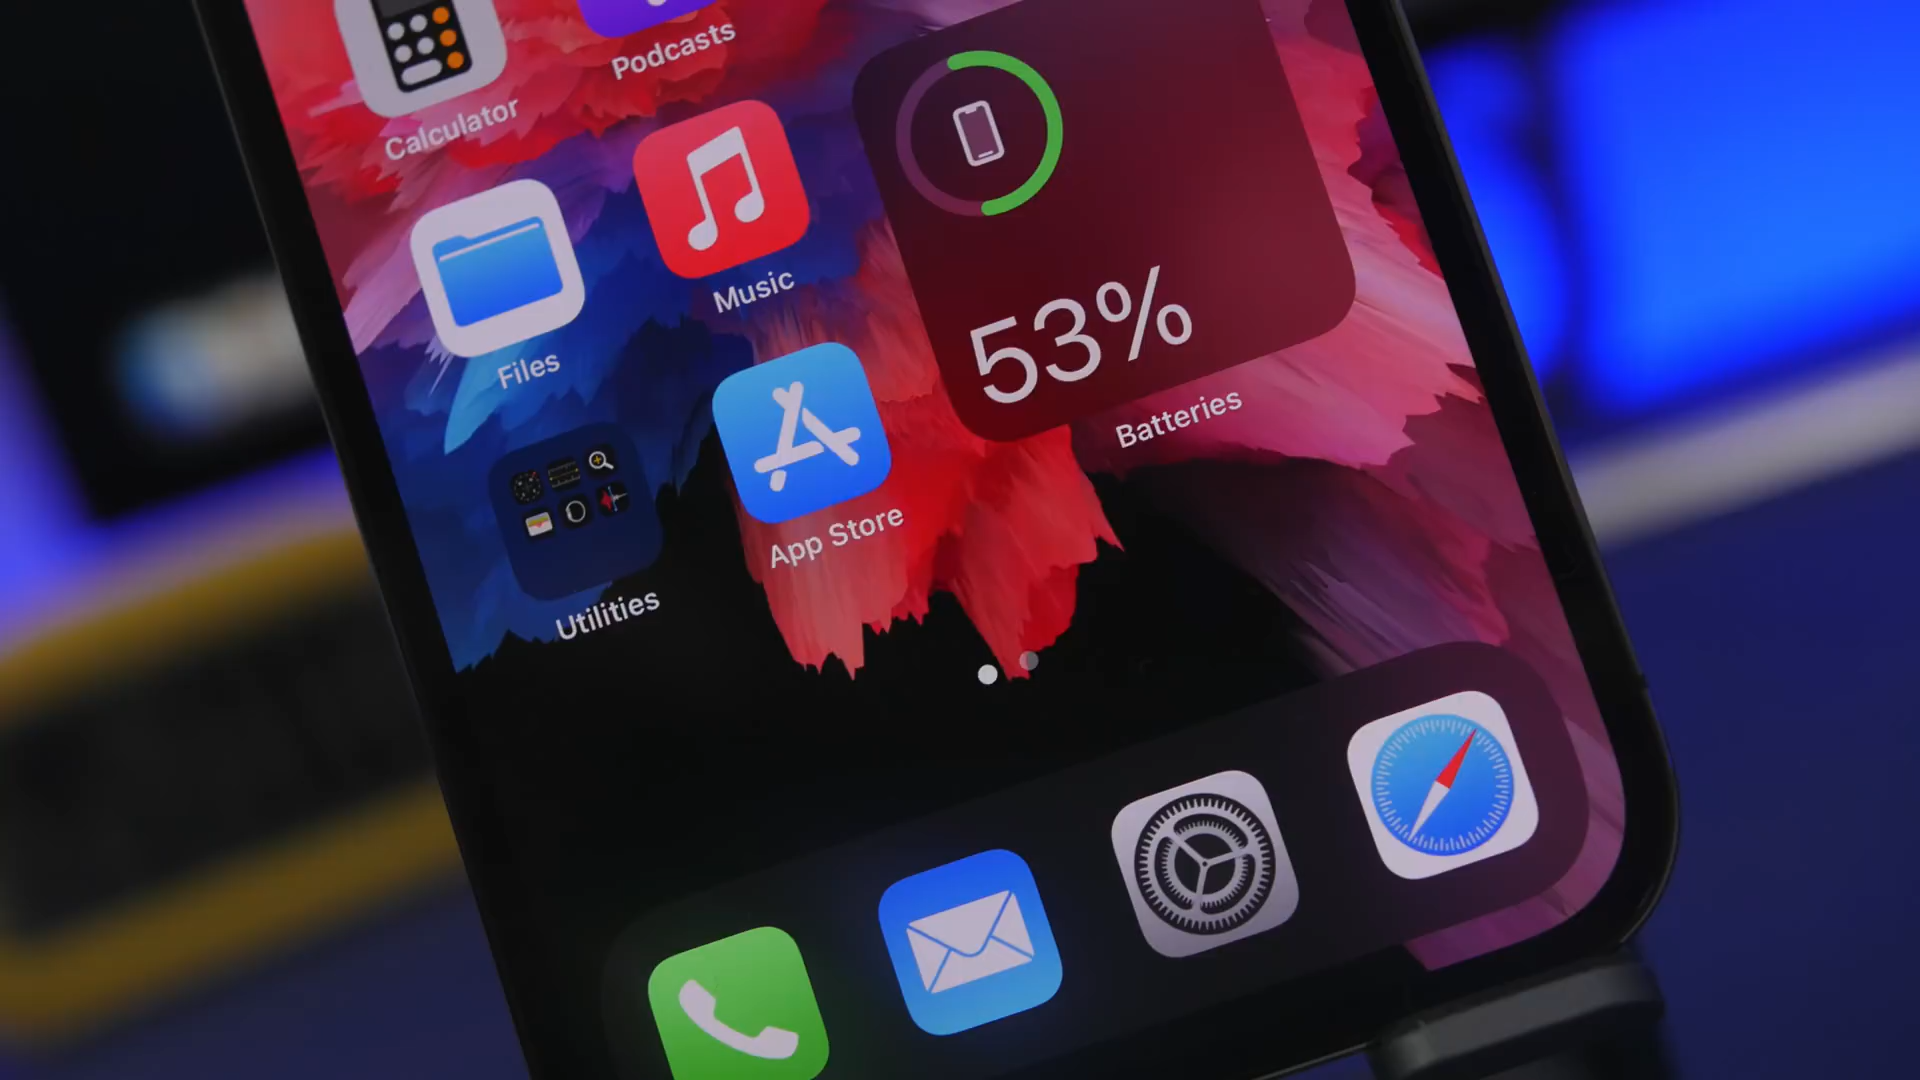 Podcasts
Calculator
Music
Files
53%
Batteries
App Store
Utilities